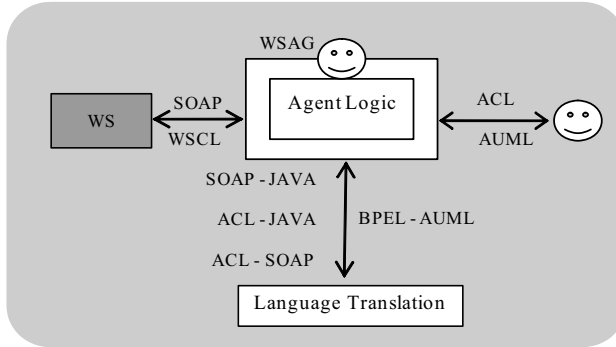 WSAG
Agent Logic
WS
SOAP
WSCL
ACL
AUML
SOAP - JAVA
ACL - JAVA
BPEL - AUML
ACL - SOAP
Language Translation